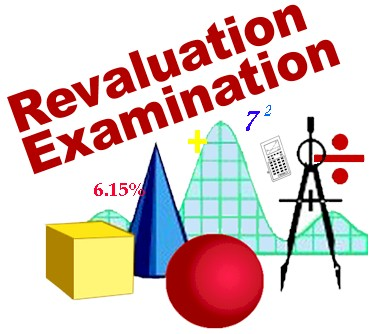 Revaluation
Examination
7²
+
6.15%
÷